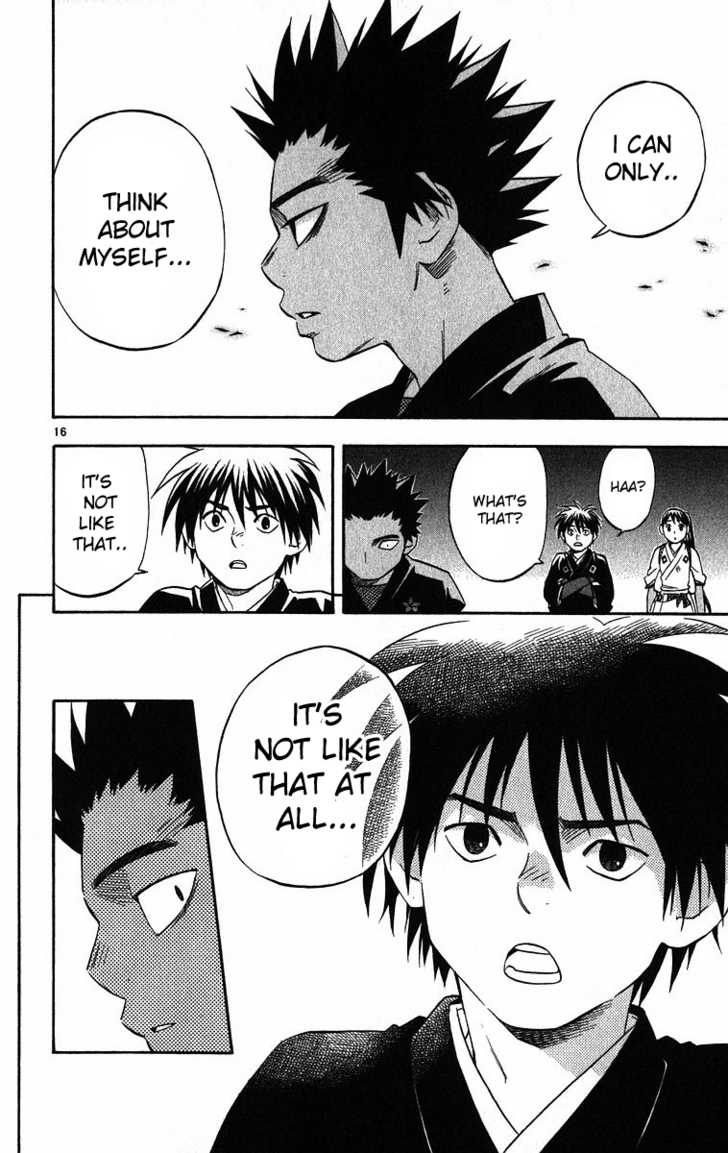 I CAN
ONLY..
THINK
ABOUT
MYSELF...
16
HAA?
WHAT'S
THAT?
IT'S
NOT
LIKE
THAT..
IT'S
NOT LIKE
THAT AT
ALL...